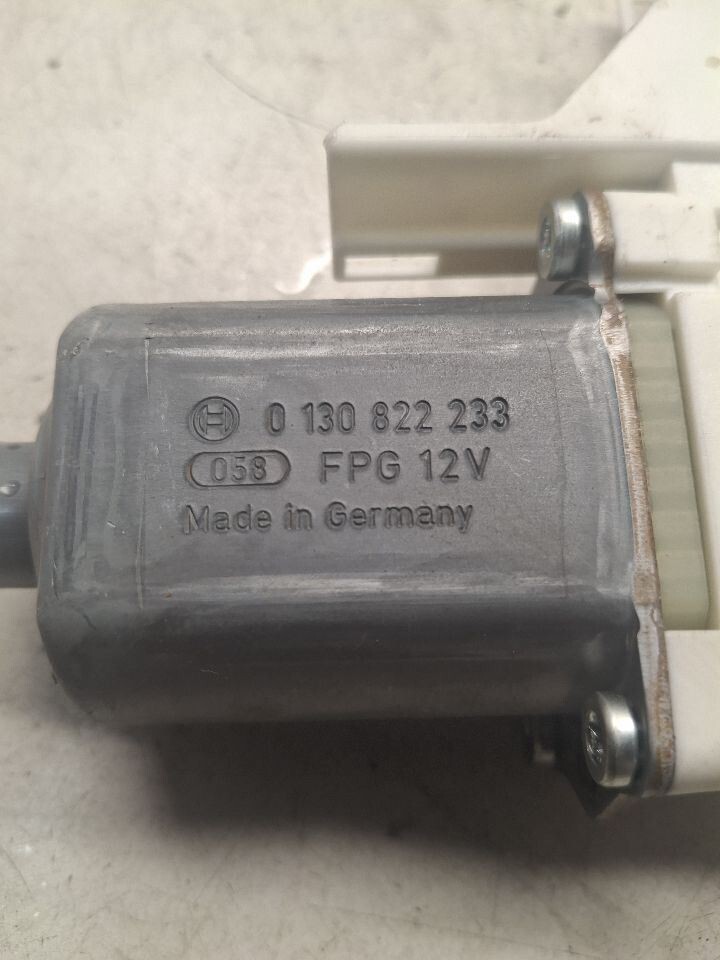 0 130 822 233
058 FPG 12V
Made in Germany